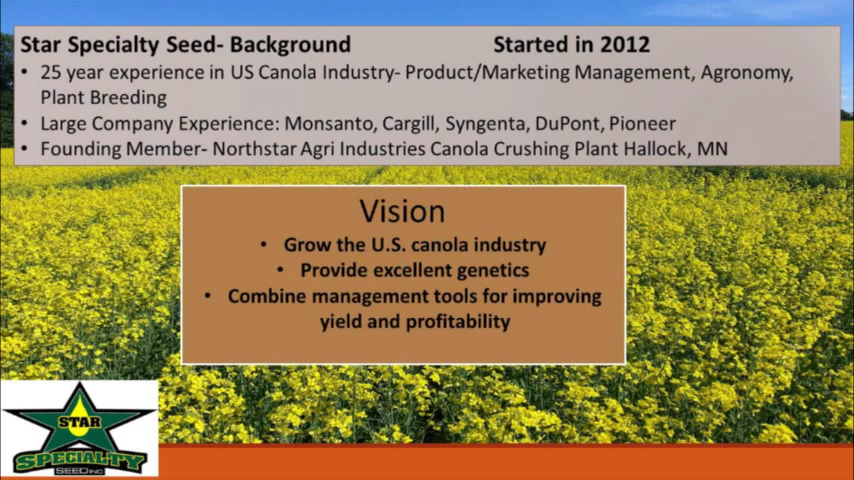 Star Specialty Seed- Background Started in 2012
• 25 year experience in US Canola Industry- Product/Marketing Management, Agronomy,
Plant Breeding
• Large Company Experience: Monsanto, Cargill, Syngenta, DuPont, Pioneer
• Founding Member- Northstar Agri Industries Canola Crushing Plant Hallock, MN
Vision
• Grow the U.S. canola industry
• Provide excellent genetics
• Combine management tools for improving
yield and profitability
STAR
SPECIALTY
SEED INC